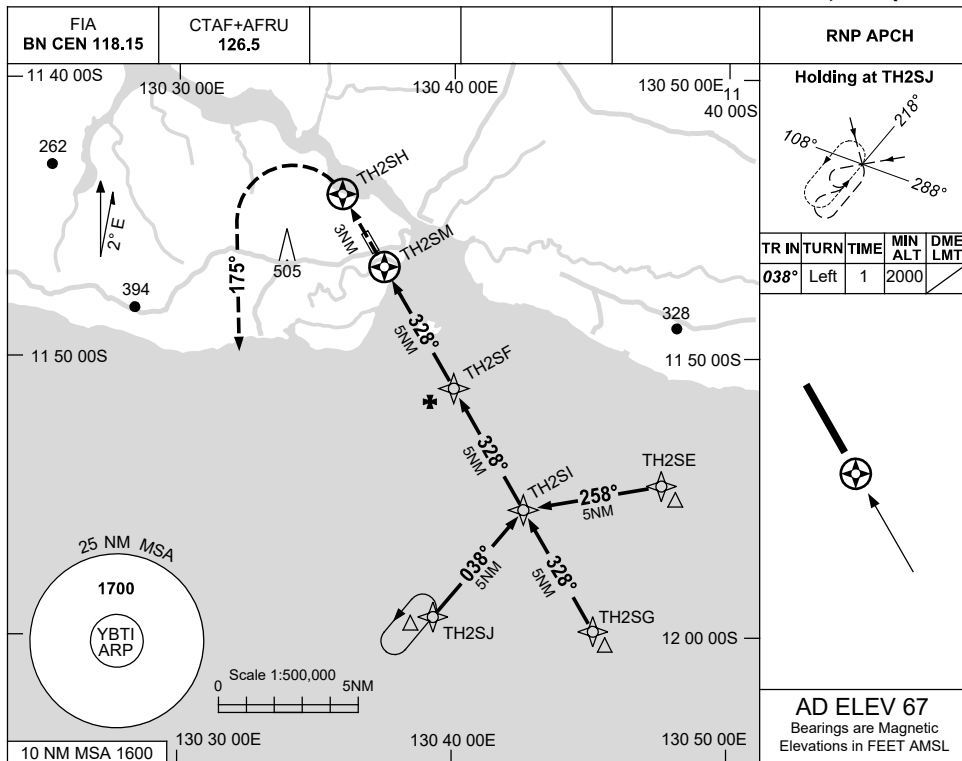 FIA
BN CEN 118.15
CTAF+AFRU
126.5
RNP APCH
11 40 00S
130 30 00E
130 40 00E
130 50 00E
11
40 00S
Holding at TH2SJ
218°
108°
288°
TR IN
TURN
TIME
MIN
ALT
DME
LMT
038°
Left
1
2000
262
2° E
TH2SH
3NM
TH2SM
505
175°
394
328
328°
5NM
11 50 00S
11 50 00S
TH2SF
328°
5NM
TH2SI
TH2SE
258°
5NM
038°
5NM
328°
5NM
TH2SJ
TH2SG
12 00 00S
25 NM MSA
1700
YBTI
ARP
Scale 1:500,000
0
5NM
10 NM MSA 1600
130 30 00E
130 40 00E
130 50 00E
AD ELEV 67
Bearings are Magnetic
Elevations in FEET AMSL